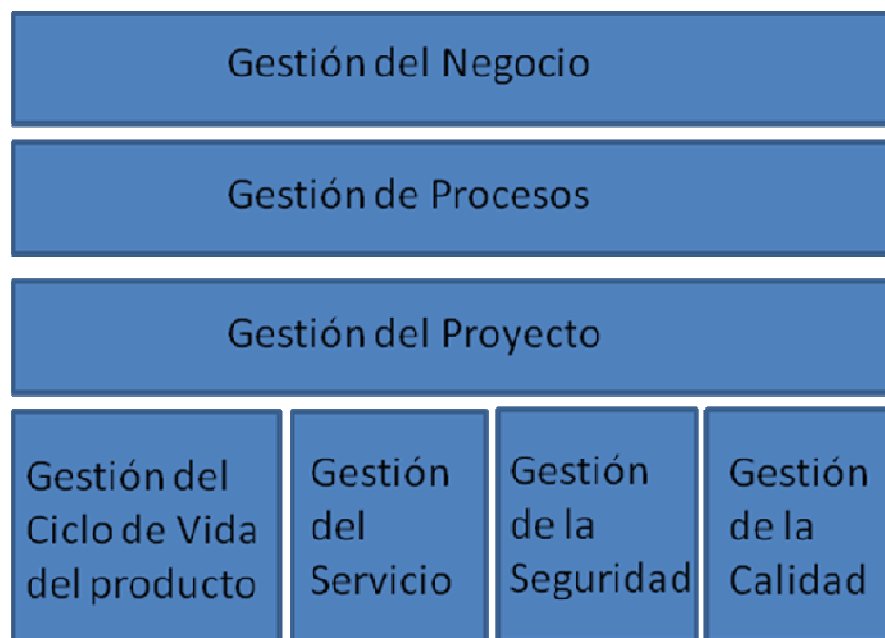 Gestión del Negocio
Gestión de Procesos
Gestión del Proyecto
Gestión del
Ciclo de Vida
del producto
Gestión
del
Servicio
Gestión
de la
Seguridad
Gestión
de la
Calidad